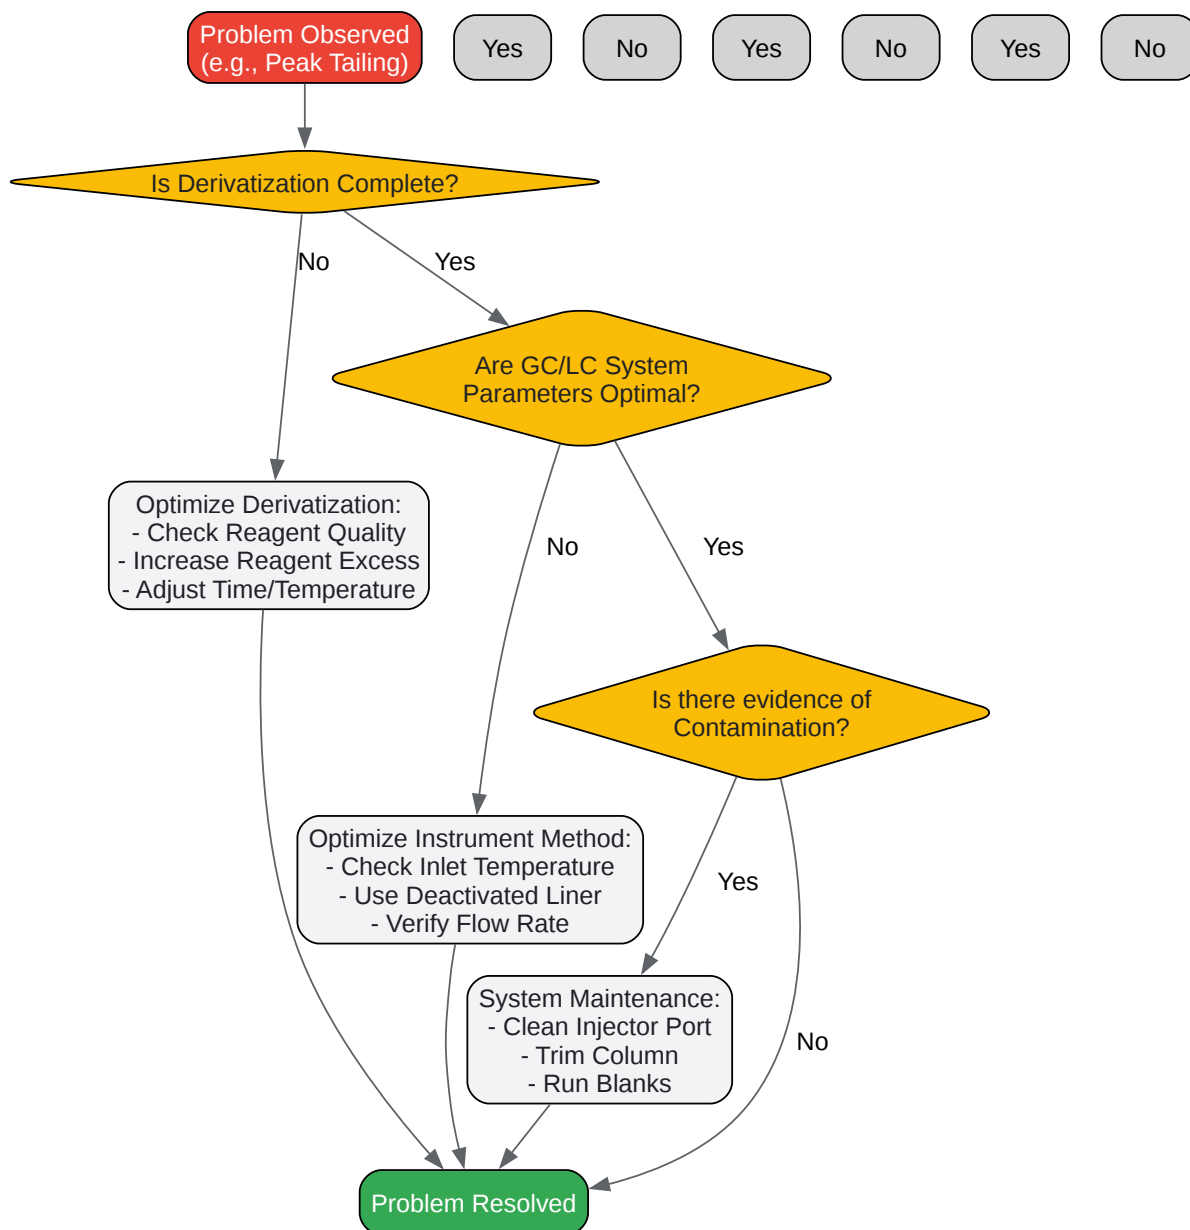 Problem Observed
(e.g., Peak Tailing)
Yes
No
Yes
No
Yes
No
Is Derivatization Complete?
No
Yes
Are GC/LC System
Parameters Optimal?
Optimize Derivatization:
- Check Reagent Quality
- Increase Reagent Excess
- Adjust Time/Temperature
No
Yes
Is there evidence of
Contamination?
Optimize Instrument Method:
- Check Inlet Temperature
- Use Deactivated Liner
- Verify Flow Rate
Yes
System Maintenance:
- Clean Injector Port
- Trim Column
- Run Blanks
No
Problem Resolved